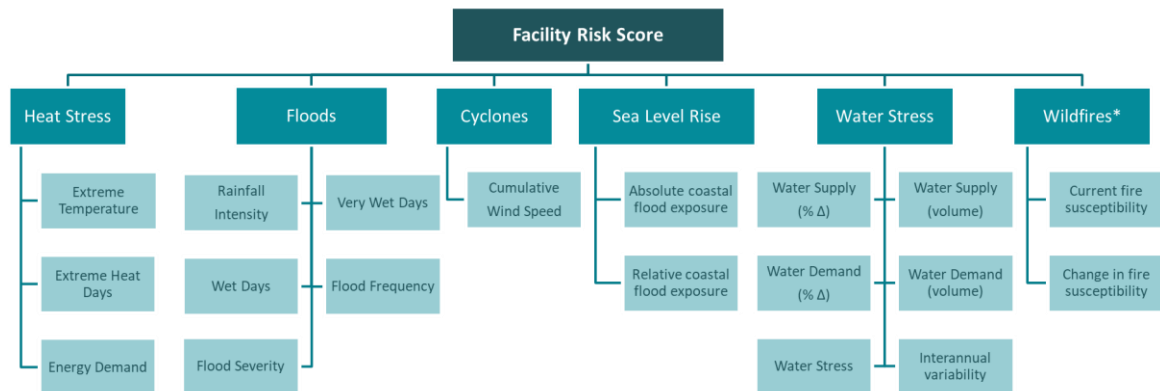 Facility Risk Score
Heat Stress
Floods
Cyclones
Sea Level Rise
Water Stress
Wildfires*
Extreme
Temperature
Extreme Heat
Days
Energy Demand
Rainfall
Intensity
Very Wet Days
Wet Days
Flood Frequency
Flood Severity
Cumulative
Wind Speed
Absolute coastal
flood exposure
Relative coastal
flood exposure
Water Supply
(% Δ)
Water Supply
(volume)
Water Demand
(% Δ)
Water Demand
(volume)
Water Stress
Interannual
variability
Current fire
susceptibility
Change in fire
susceptibility